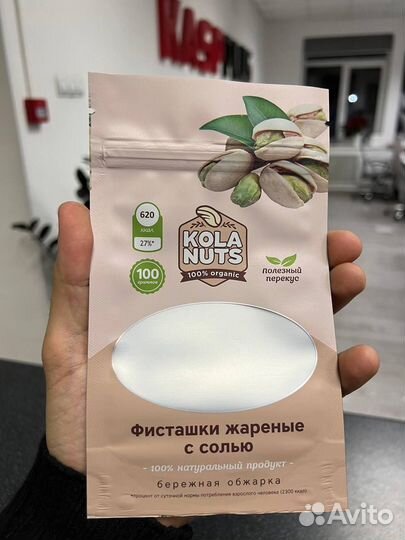 KASH
620
ккал
27%*
100
граммов
KOLA
NUTS
100% organic
полезный
перекус
Фисташки жареные
с солью
- 100% натуральный продукт -
бережная обжарка
*процент от суточной нормы потребления взрослого человека (2300 ккал)
Avito